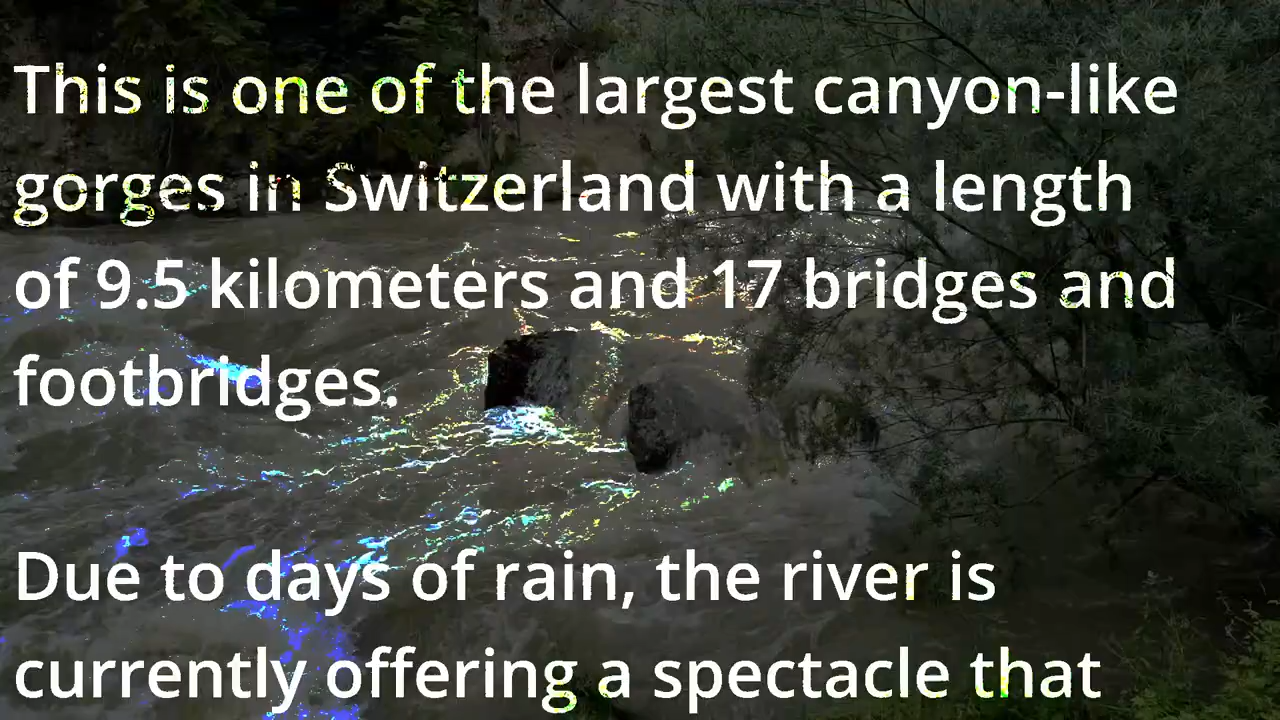 This is one of the largest canyon-like
gorges in Switzerland with a length
of 9.5 kilometers and 17 bridges and
footbridges.
Due to days of rain, the river is
currently offering a spectacle that